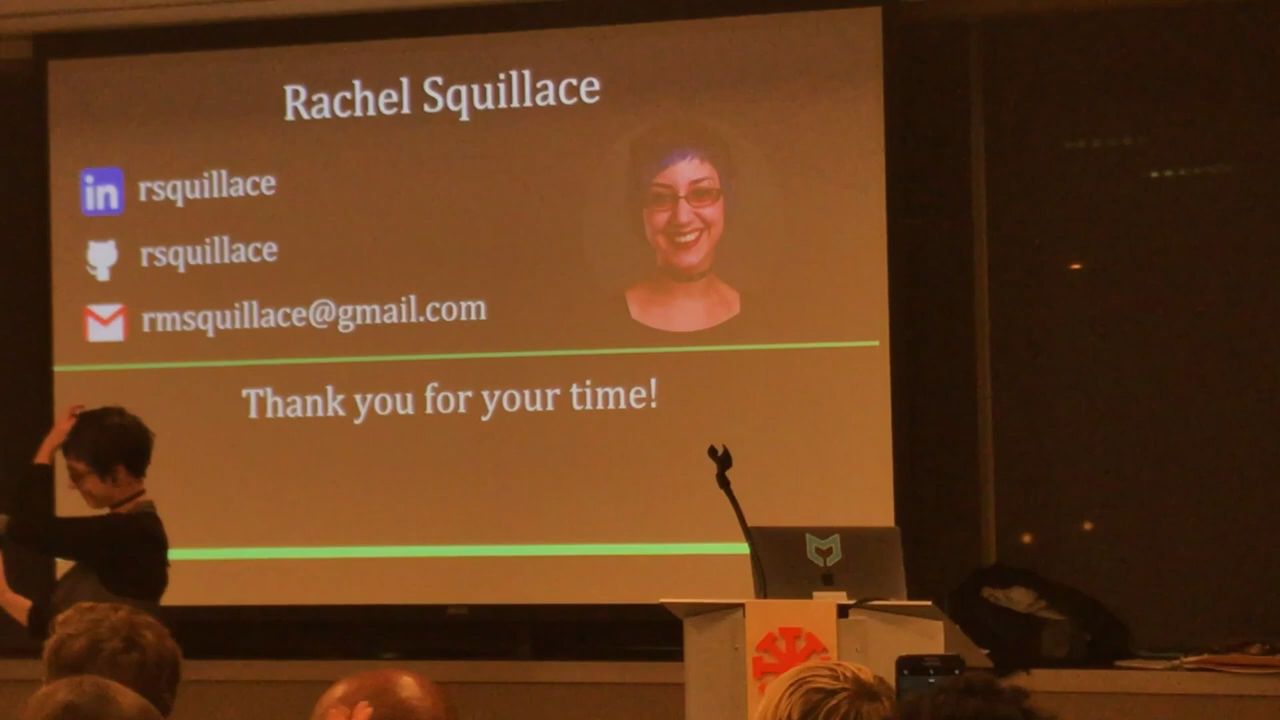 Rachel Squillace
in rsquillace
rsquillace
rmsquillace@gmail.com
Thank you for your time!